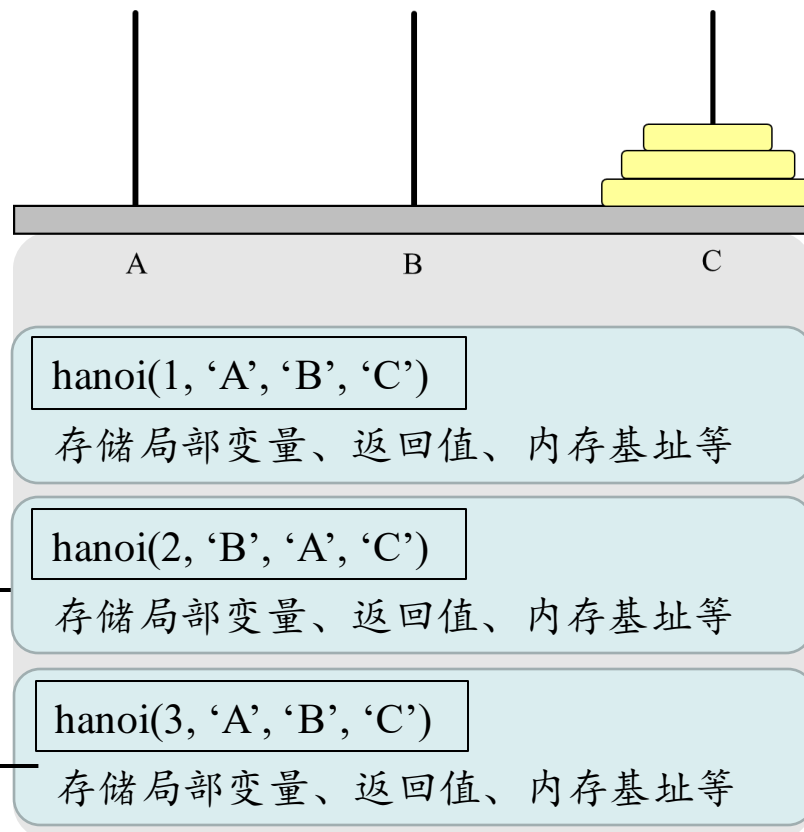 A
B
C
hanoi(1, ‘A’, ‘B’, ‘C’)
存储局部变量、返回值、内存基址等
hanoi(2, ‘B’, ‘A’, ‘C’)
存储局部变量、返回值、内存基址等
hanoi(3, ‘A’, ‘B’, ‘C’)
存储局部变量、返回值、内存基址等